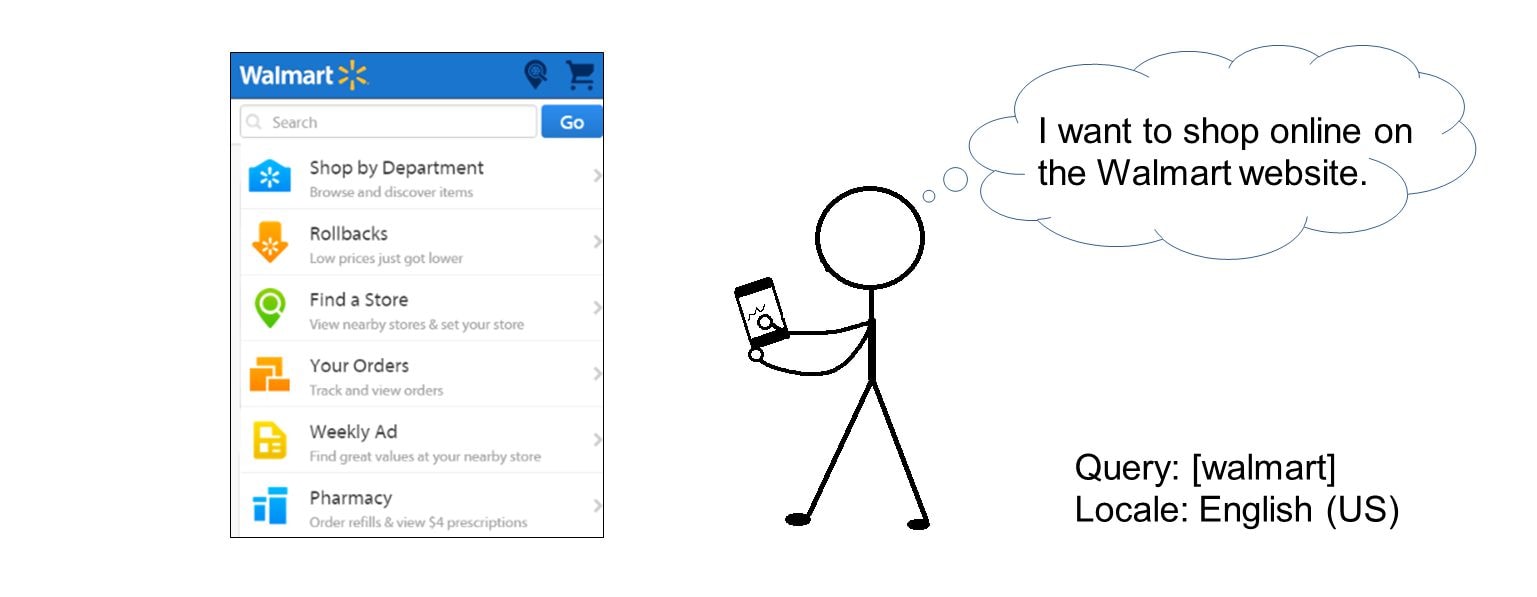 Walmart
Search
Go
Shop by Department
Browse and discover items
Rollbacks
Low prices just got lower
Find a Store
View nearby stores & set your store
Your Orders
Track and view orders
Weekly Ad
Find great values at your nearby store
Pharmacy
Order refills & view $4 prescriptions
I want to shop online on
the Walmart website.
Query: [walmart]
Locale: English (US)